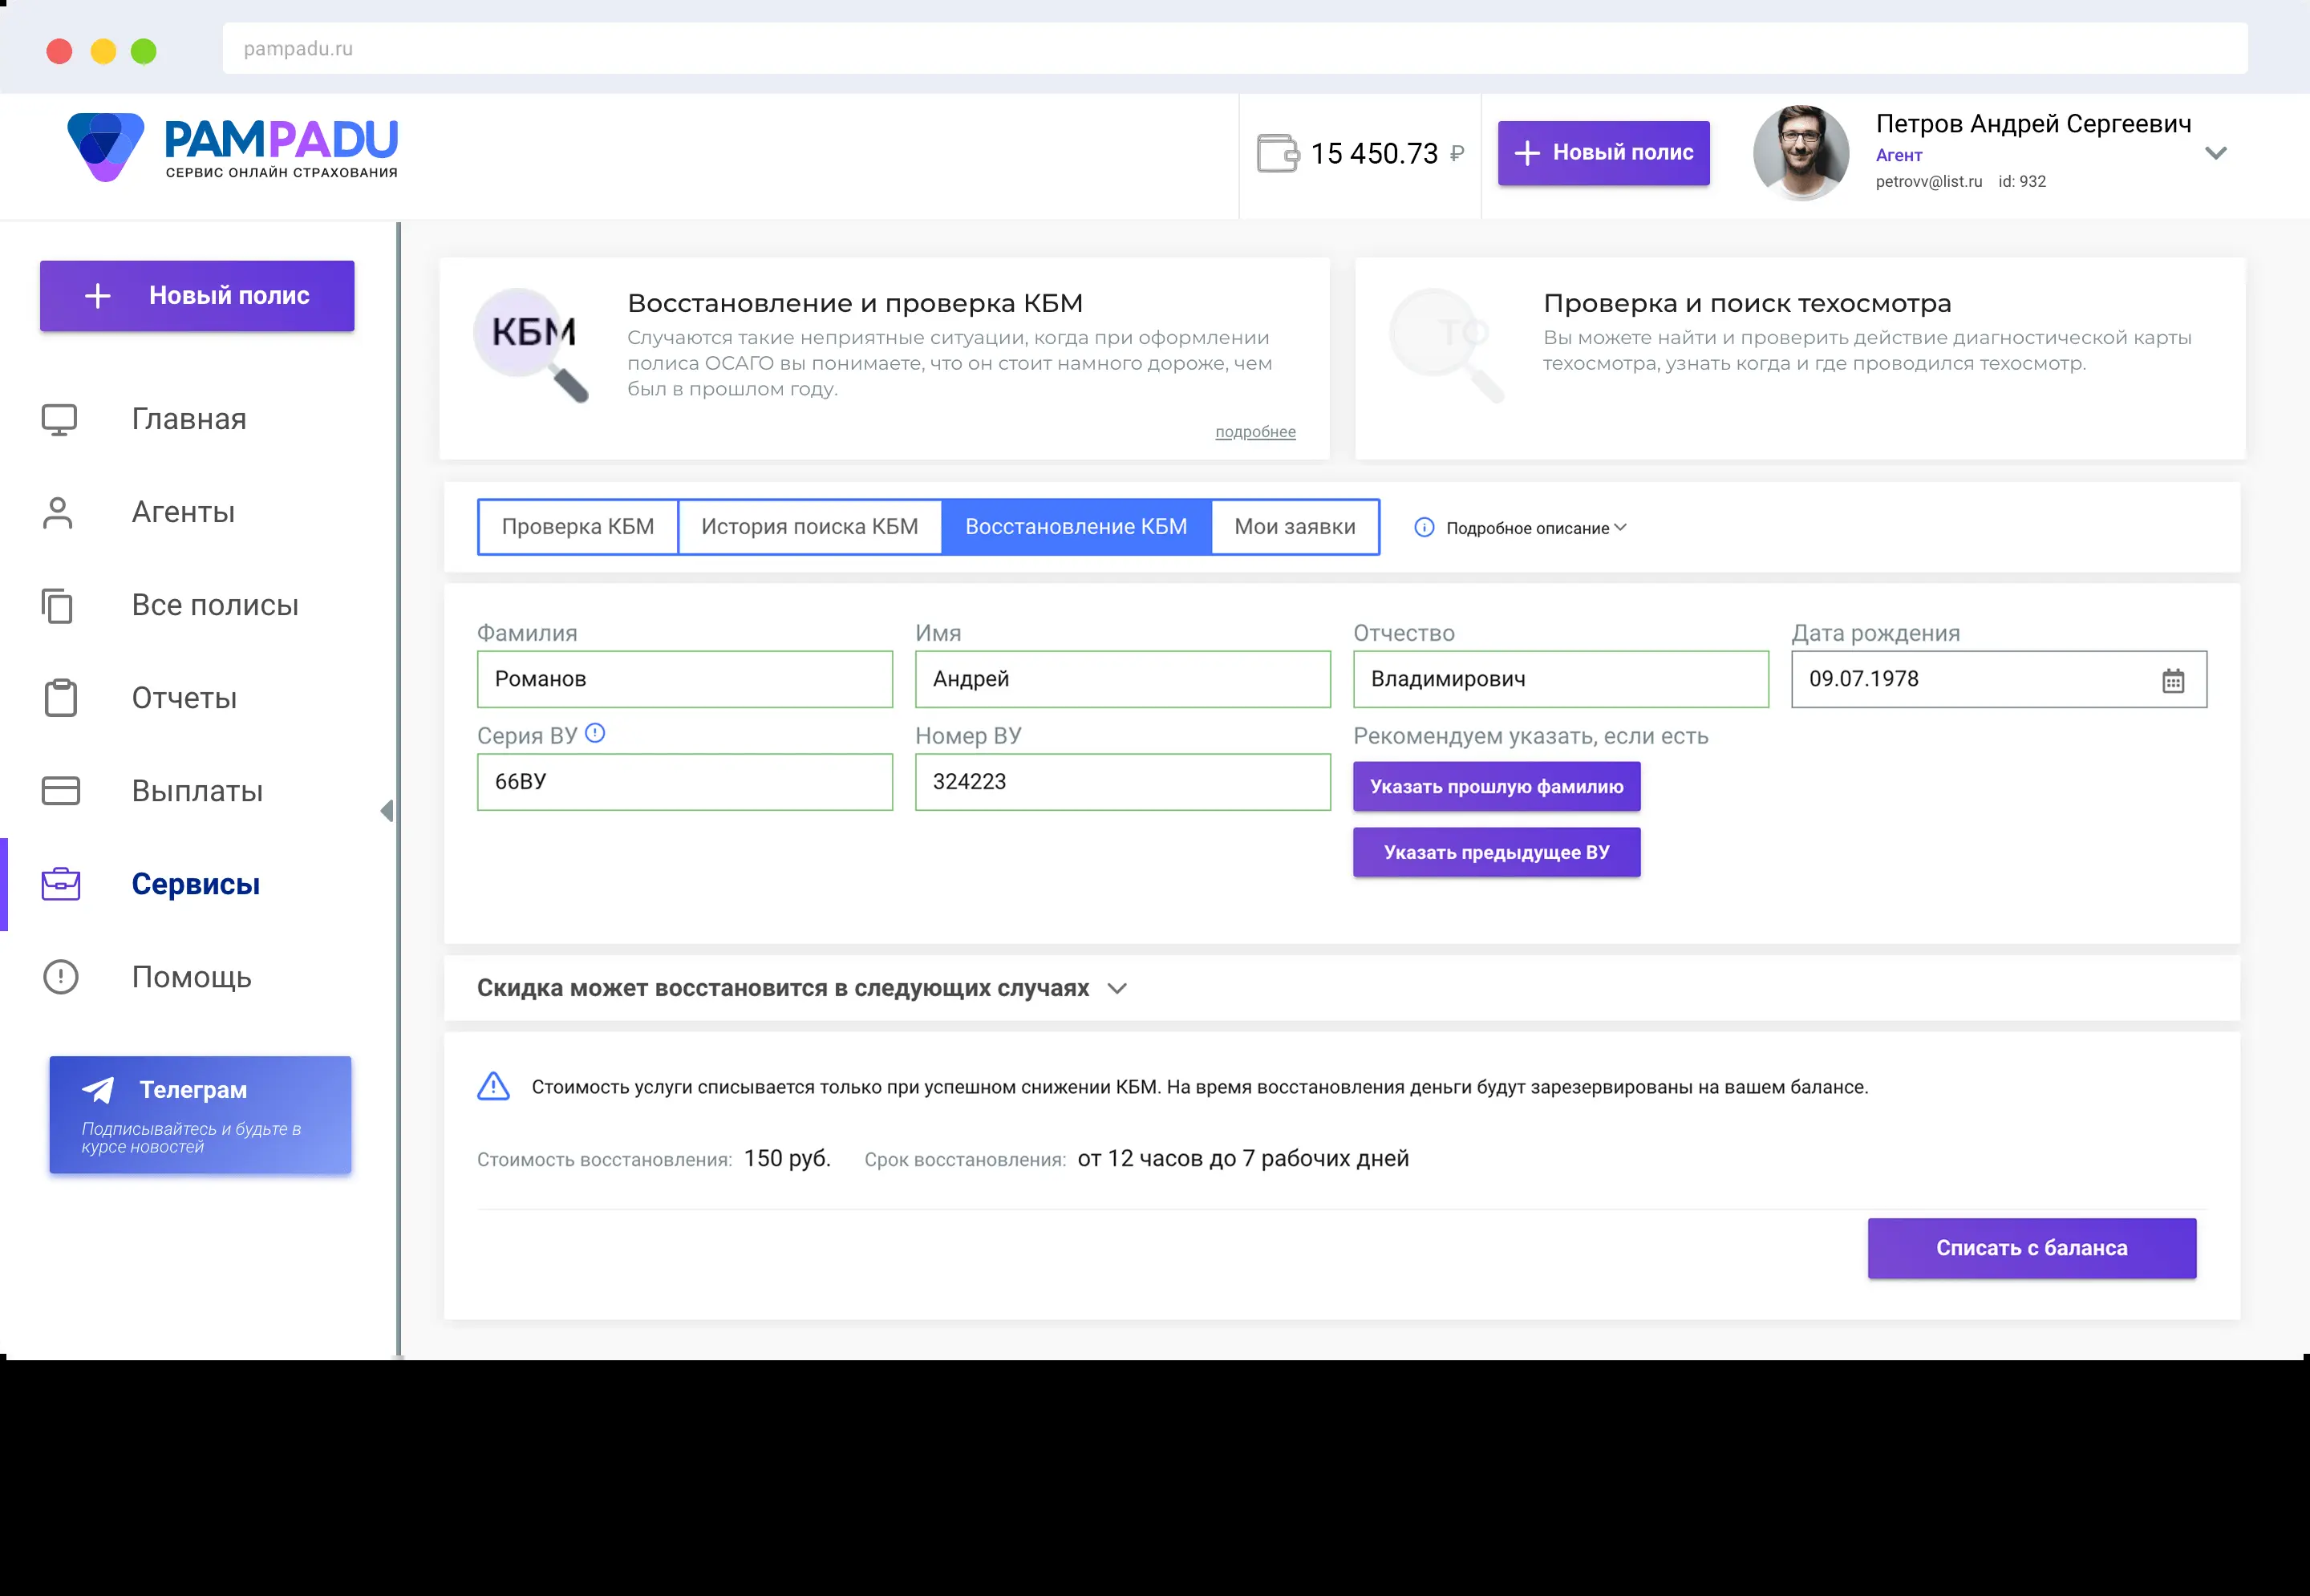 pampadu.ru
PAMPADU
СЕРВИС ОНЛАЙН СТРАХОВАНИЯ
15 450.73 ₽
Новый полис
Петров Андрей Сергеевич
Агент
petrovv@list.ru id: 932
Новый полис
Главная
Агенты
Все полисы
Отчеты
Выплаты
Сервисы
Помощь
Телеграм
Подписывайтесь и будьте в
курсе новостей
КБМ
Восстановление и проверка КБМ
Случаются такие неприятные ситуации, когда при оформлении
полиса ОСАГО вы понимаете, что он стоит намного дороже, чем
был в прошлом году.
подробнее
ТО
Проверка и поиск техосмотра
Вы можете найти и проверить действие диагностической карты
техосмотра, узнать когда и где проводился техосмотр.
Проверка КБМ
История поиска КБМ
Восстановление КБМ
Мои заявки
Подробное описание
Фамилия
Имя
Отчество
Дата рождения
Романов
Андрей
Владимирович
09.07.1978
Серия ВУ
Номер ВУ
Рекомендуем указать, если есть
66ВУ
324223
Указать прошлую фамилию
Указать предыдущее ВУ
Скидка может восстановится в следующих случаях
Стоимость услуги списывается только при успешном снижении КБМ. На время восстановления деньги будут зарезервированы на вашем балансе.
Стоимость восстановления: 150 руб. Срок восстановления: от 12 часов до 7 рабочих дней
Списать с баланса